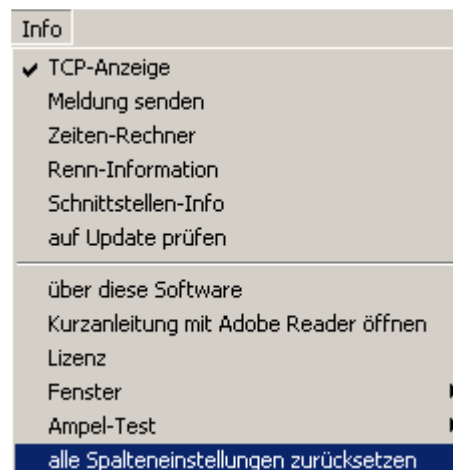 Info
TCP-Anzeige
Meldung senden
Zeiten-Rechner
Renn-Information
Schnittstellen-Info
auf Update prüfen
über diese Software
Kurzanleitung mit Adobe Reader öffnen
Lizenz
Fenster
Ampel-Test
alle Spalteneinstellungen zurücksetzen